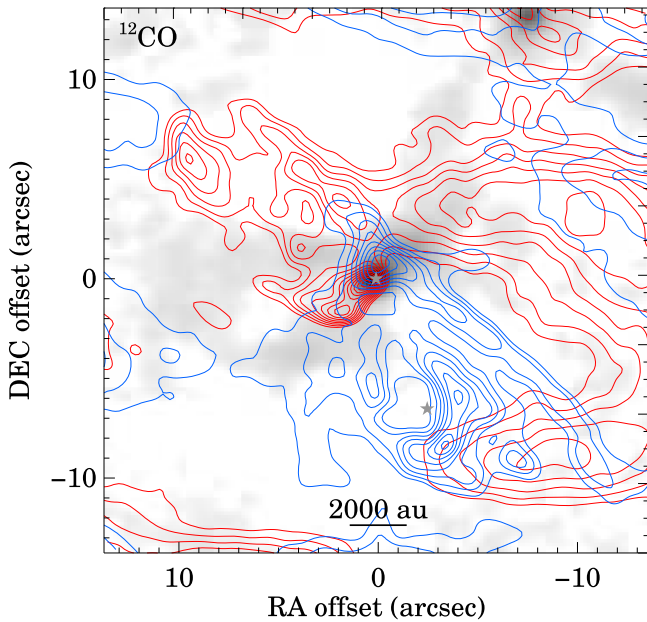 ¹²CO
10
0
−10
DEC offset (arcsec)
2000 au
10 0 −10
RA offset (arcsec)